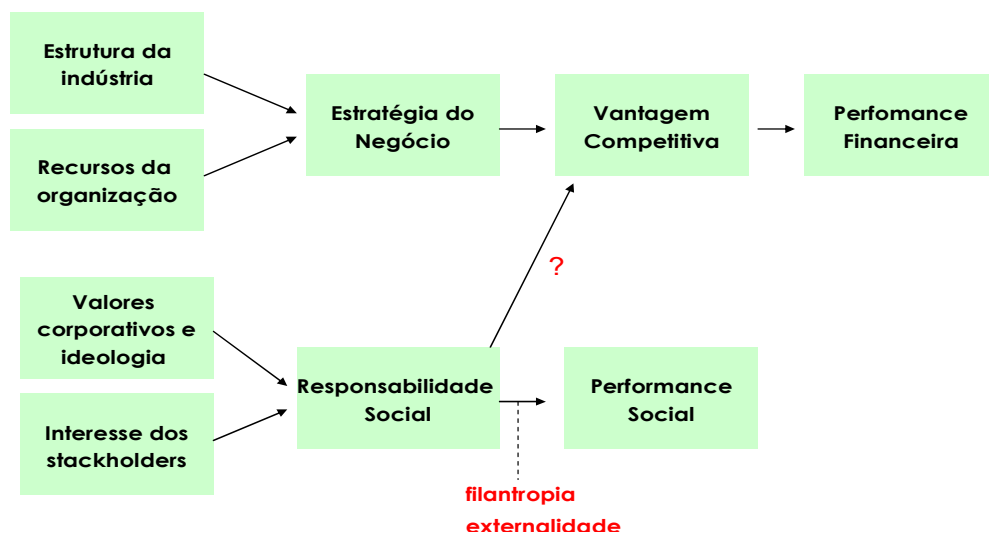 Estrutura da
indústria
Recursos da
organização
Estratégia do
Negócio
Vantagem
Competitiva
Perfomance
Financeira
?
Valores
corporativos e
ideologia
Interesse dos
stackholders
Responsabilidade
Social
Performance
Social
filantropia
externalidade